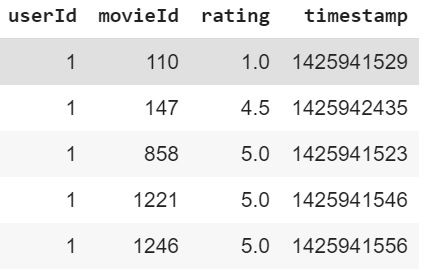 userId movieId rating timestamp
1 110 1.0 1425941529
1 147 4.5 1425942435
1 858 5.0 1425941523
1 1221 5.0 1425941546
1 1246 5.0 1425941556